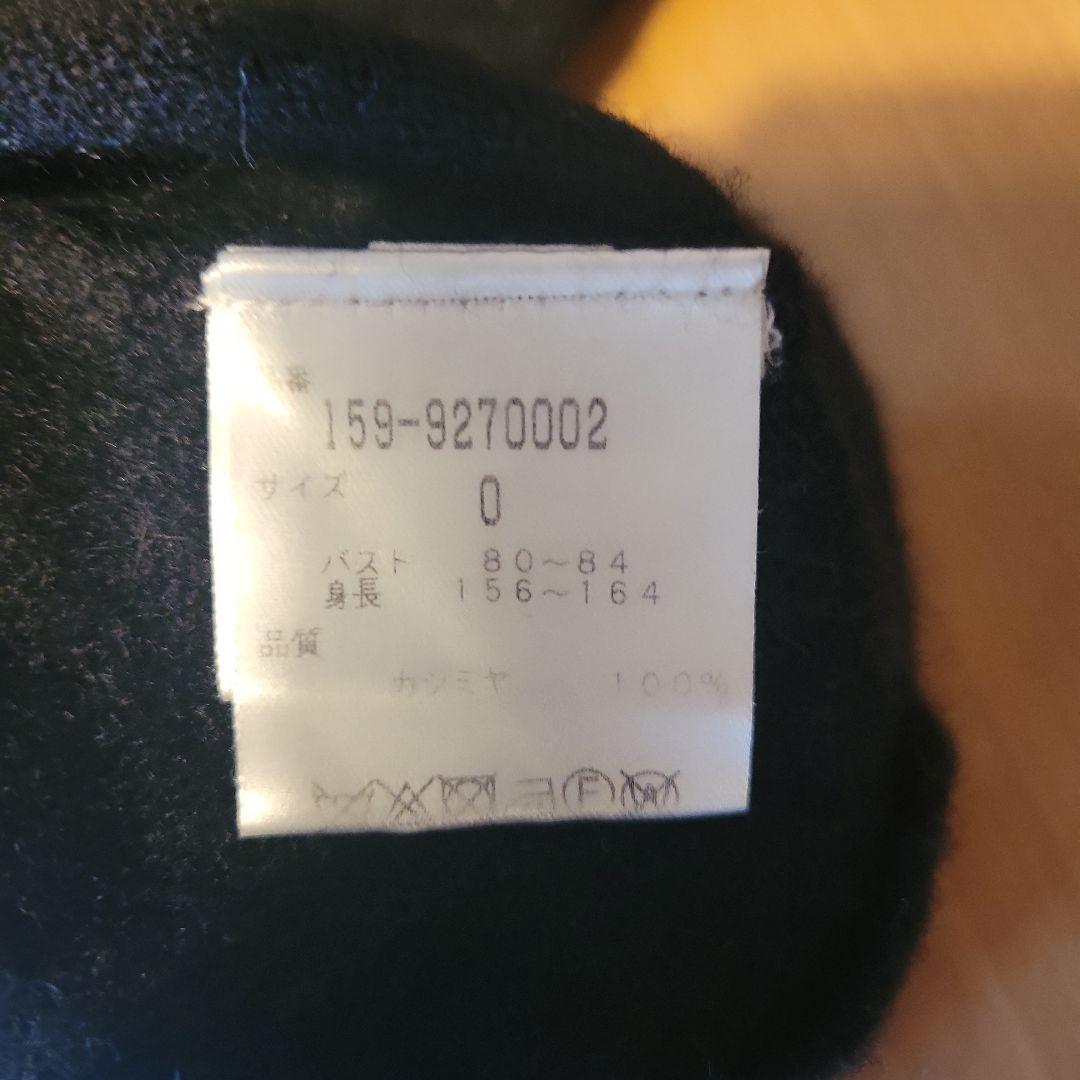 品番
159-9270002
サイズ 0
バスト 80～84
身長 156～164
品質
カシミヤ 100%
F